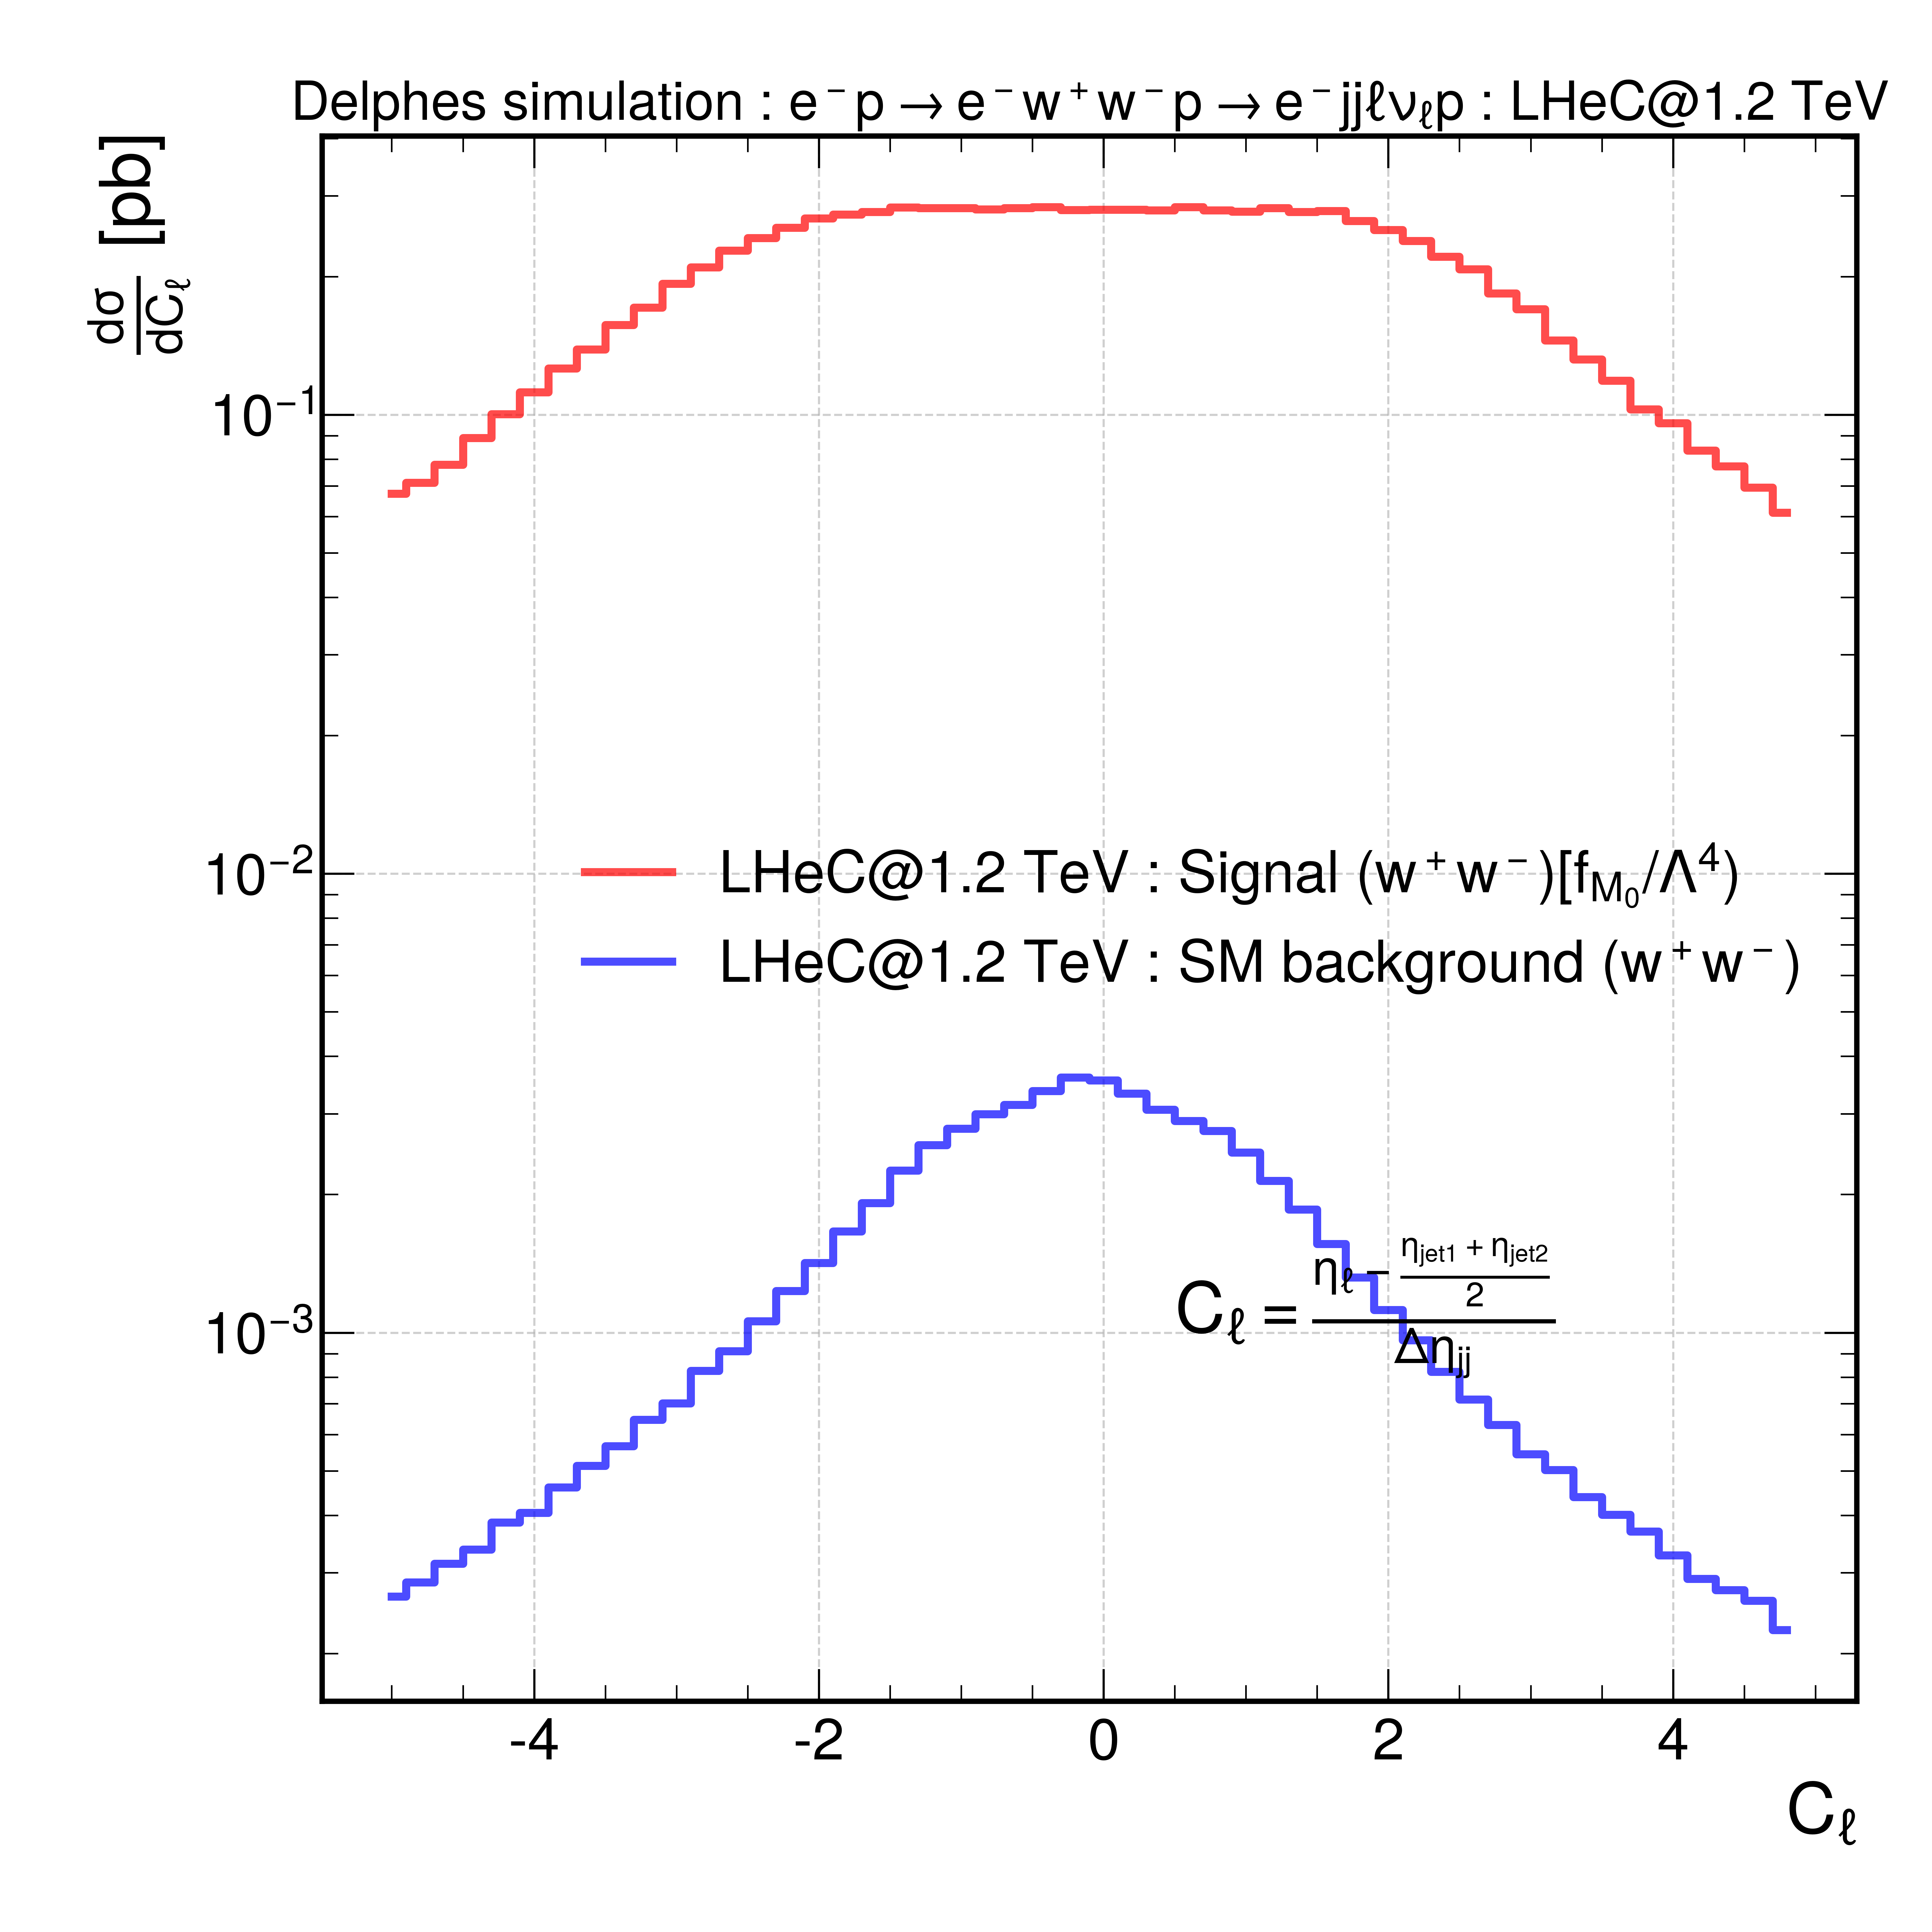 Delphes simulation : e⁻p → e⁻w⁺w⁻p → e⁻jjℓνℓp : LHeC@1.2 TeV
dσ/dCℓ [pb]
10⁻¹
10⁻²
10⁻³
LHeC@1.2 TeV : Signal (w⁺w⁻)[f_M₀/Λ⁴)
LHeC@1.2 TeV : SM background (w⁺w⁻)
Cℓ = (ηℓ − (ηjet1 + ηjet2)/2)/Δηjj
-4 -2 0 2 4
Cℓ